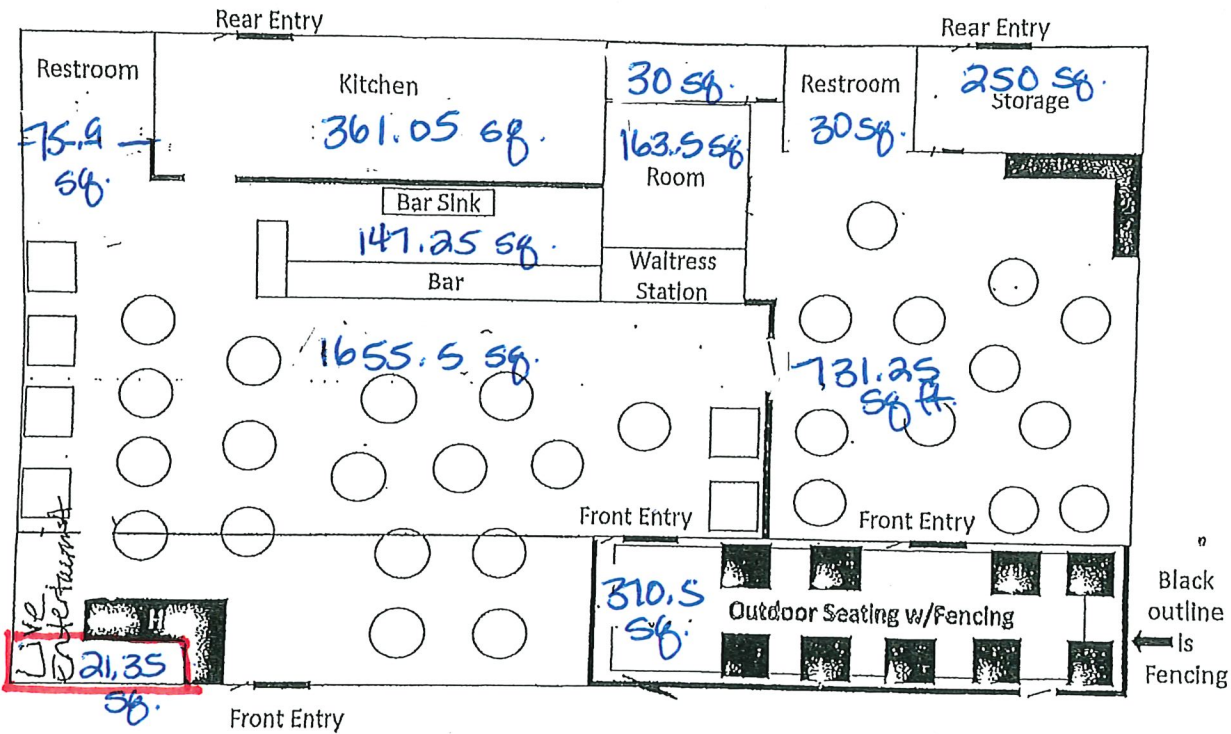 Rear Entry
Rear Entry
Restroom
Kitchen
30 sq.
Restroom
250 sq.
Storage
75.9
sq.
361.05 sq.
163.5 sq
Room
30 sq.
Bar Sink
147.25 sq.
Bar
Waitress
Station
1655.5 sq.
731.25
sq ft.
Front Entry
Front Entry
Live
Entertainment
310.5
sq.
Outdoor Seating w/Fencing
Black
outline
Is
Fencing
21.35
sq.
Front Entry